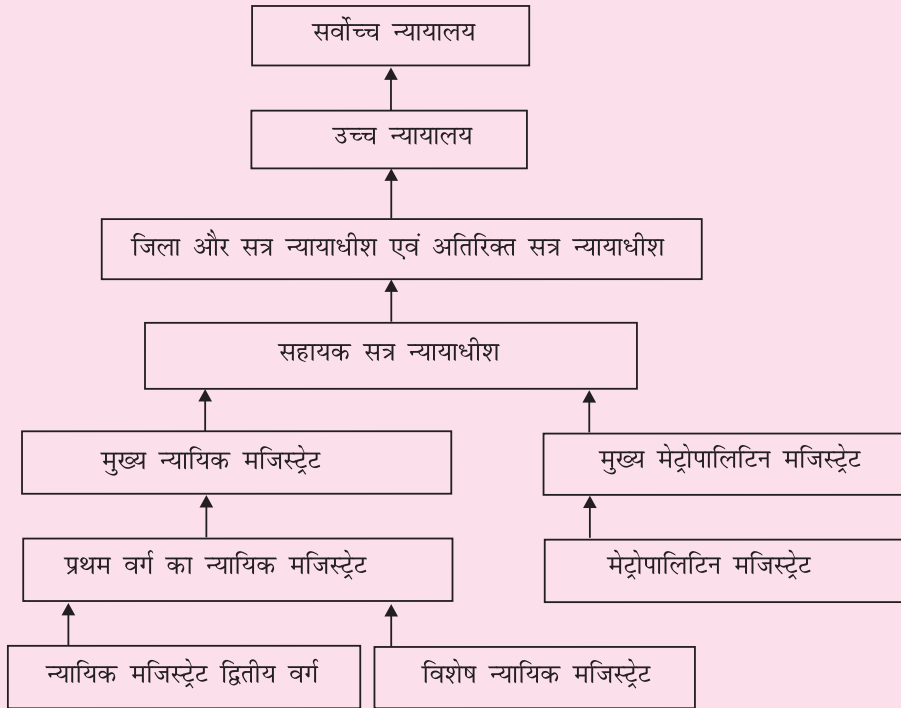 सर्वोच्च न्यायालय
उच्च न्यायालय
जिला और सत्र न्यायाधीश एवं अतिरिक्त सत्र न्यायाधीश
सहायक सत्र न्यायाधीश
मुख्य न्यायिक मजिस्ट्रेट
मुख्य मेट्रोपालिटिन मजिस्ट्रेट
प्रथम वर्ग का न्यायिक मजिस्ट्रेट
मेट्रोपालिटिन मजिस्ट्रेट
न्यायिक मजिस्ट्रेट द्वितीय वर्ग
विशेष न्यायिक मजिस्ट्रेट